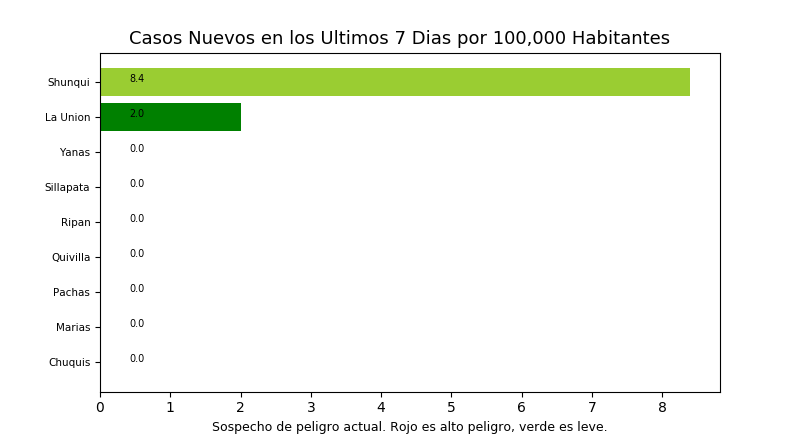 Casos Nuevos en los Ultimos 7 Dias por 100,000 Habitantes
Shunqui 8.4
La Union 2.0
Yanas 0.0
Sillapata 0.0
Ripan 0.0
Quivilla 0.0
Pachas 0.0
Marias 0.0
Chuquis 0.0
0 1 2 3 4 5 6 7 8
Sospecho de peligro actual. Rojo es alto peligro, verde es leve.